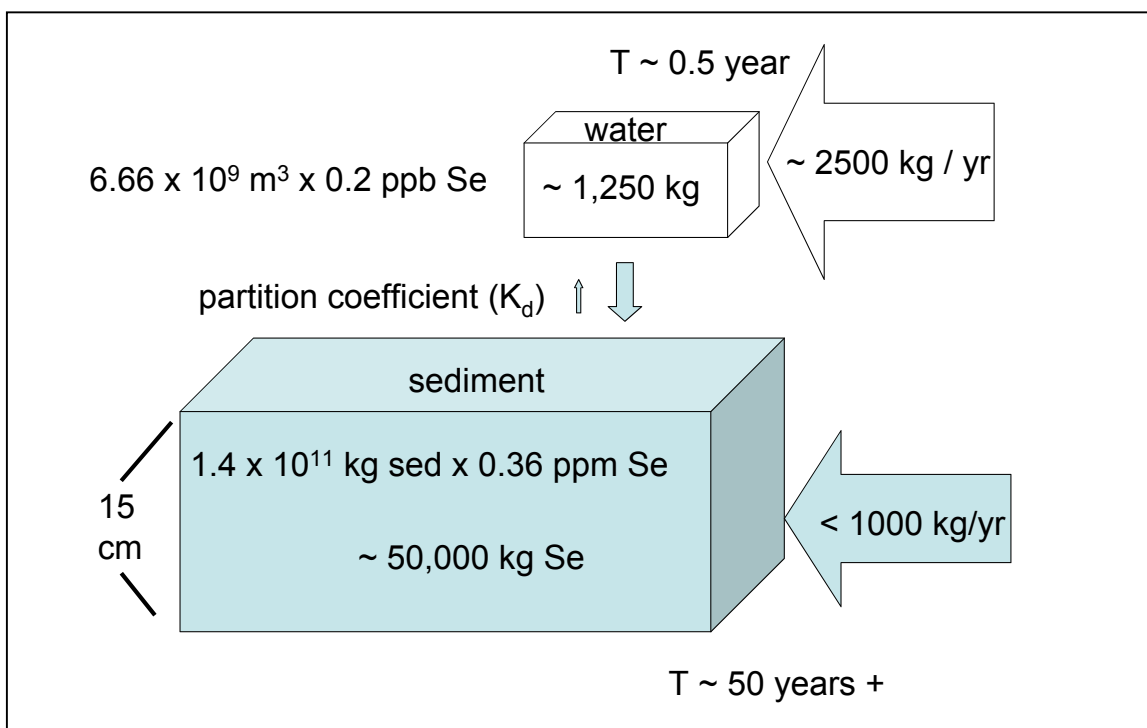 T ~ 0.5 year
water
~ 2500 kg / yr
6.66 x 10⁹ m³ x 0.2 ppb Se
~ 1,250 kg
partition coefficient (K_d)
sediment
1.4 x 10¹¹ kg sed x 0.36 ppm Se
15
cm
< 1000 kg/yr
~ 50,000 kg Se
T ~ 50 years +